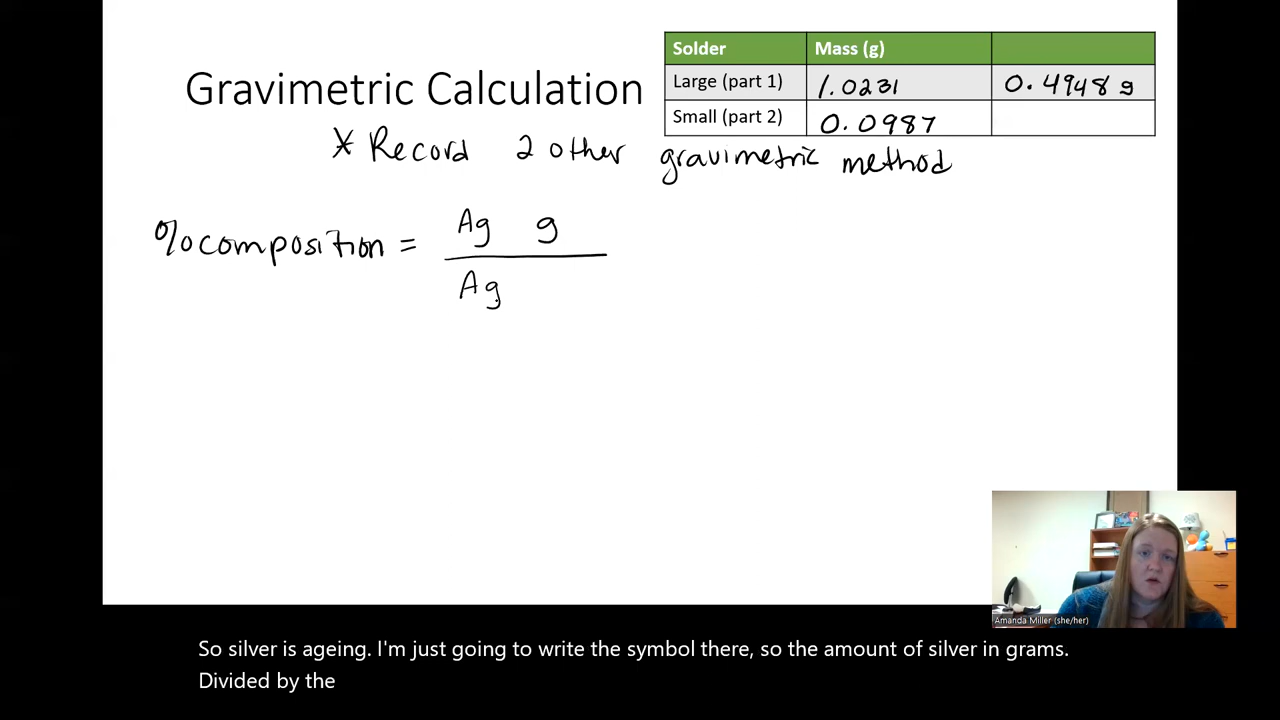 Solder Mass (g)
Large (part 1) 1.0231 0.4948 g
Small (part 2) 0.0987
Gravimetric Calculation
* Record 2 other gravimetric method
% composition = Ag g
Ag
Amanda Miller (she/her)
So silver is ageing. I'm just going to write the symbol there, so the amount of silver in grams.
Divided by the